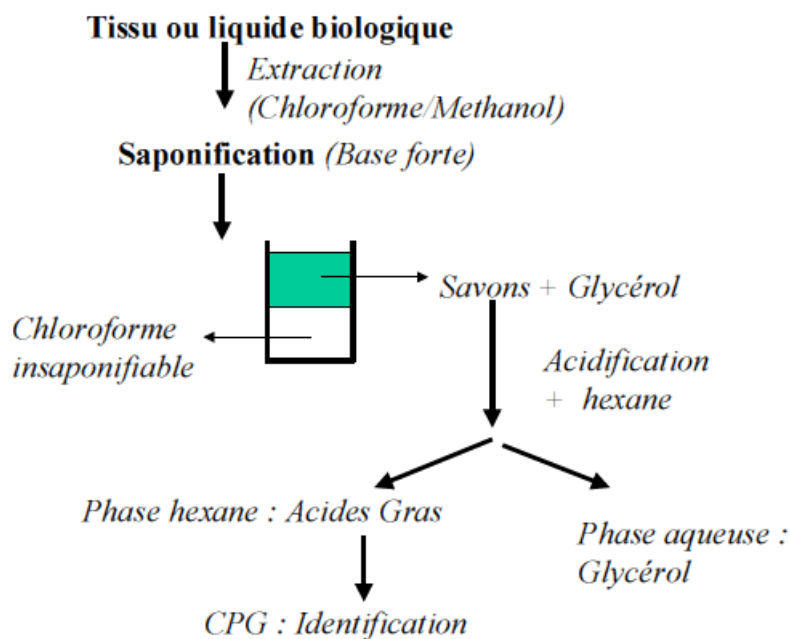 Tissu ou liquide biologique
Extraction
(Chloroforme/Methanol)
Saponification (Base forte)
Savons + Glycérol
Chloroforme
insaponifiable
Acidification
+ hexane
Phase hexane : Acides Gras
Phase aqueuse :
Glycérol
CPG : Identification